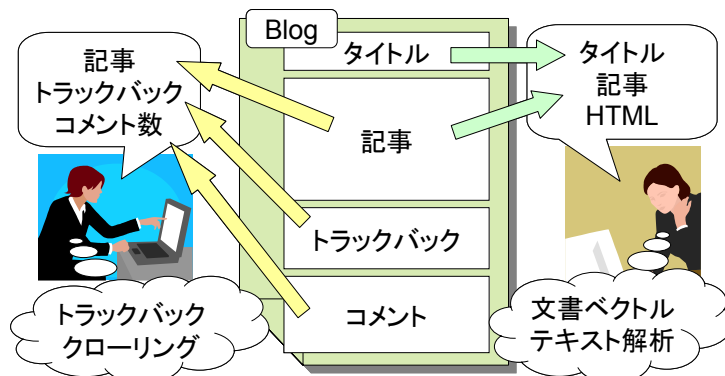 Blog
タイトル
記事
トラックバック
コメント
記事
トラックバック
コメント数
トラックバック
クローリング
タイトル
記事
HTML
文書ベクトル
テキスト解析